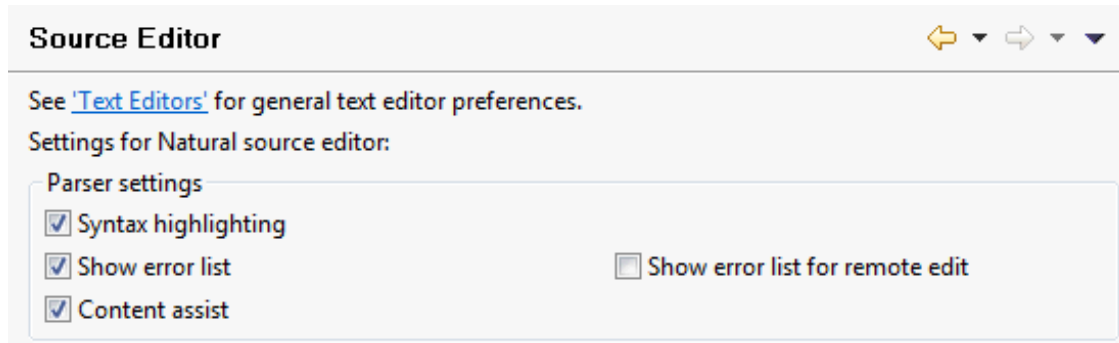 Source Editor
See 'Text Editors' for general text editor preferences.
Settings for Natural source editor:
Parser settings
Syntax highlighting
Show error list
Show error list for remote edit
Content assist